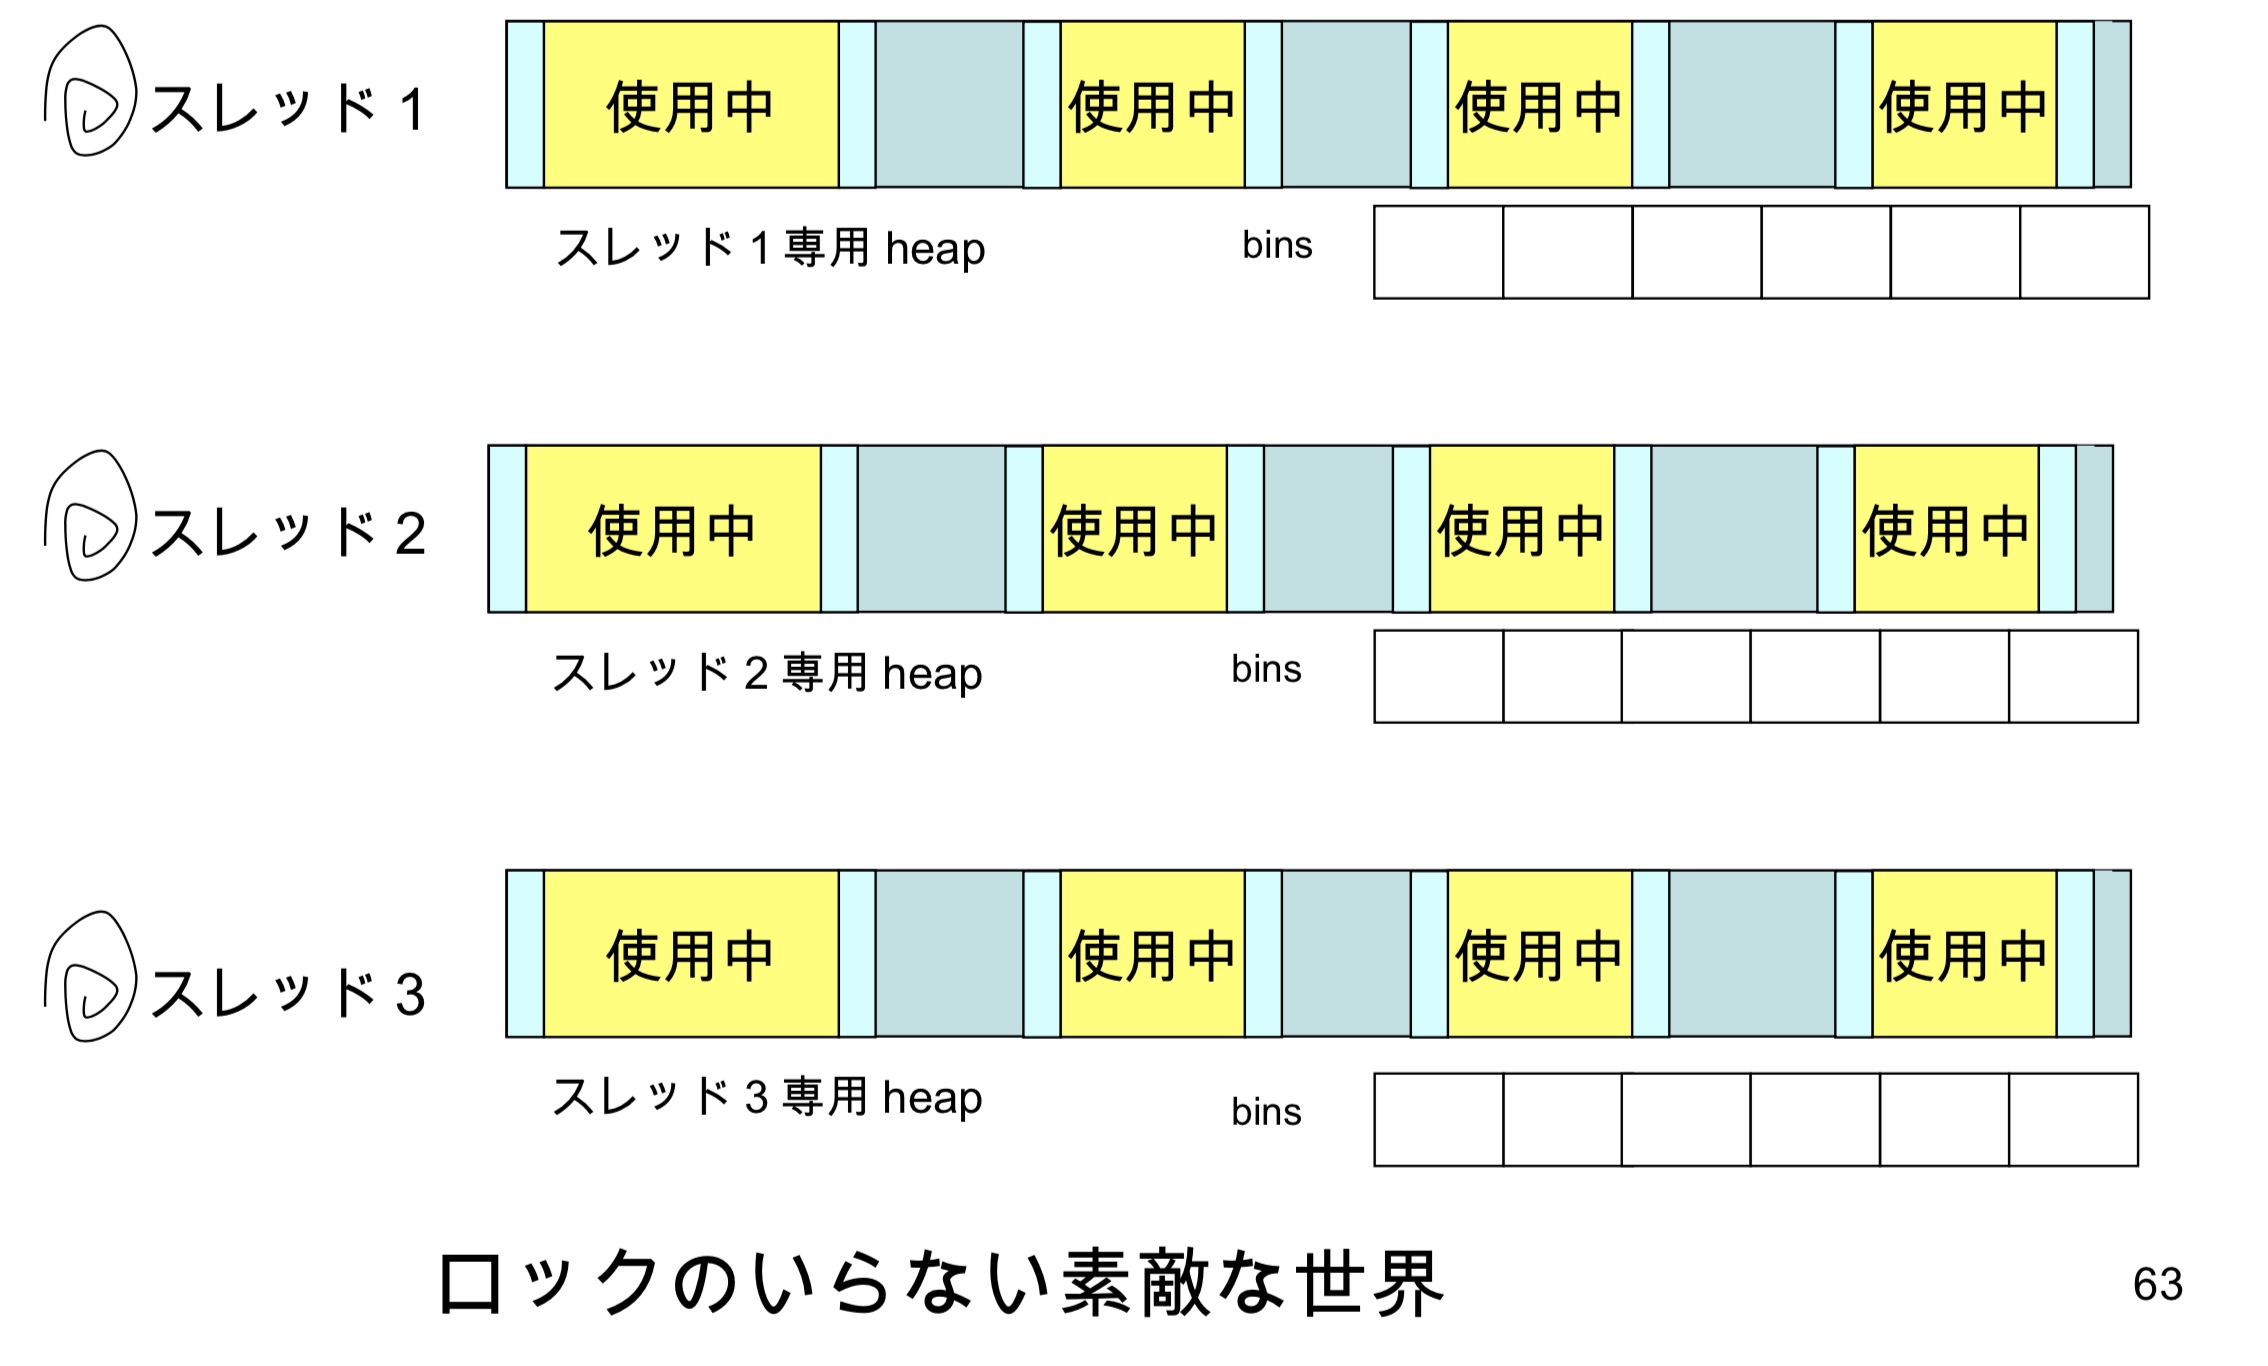 スレッド 1 使用中 使用中 使用中 使用中
スレッド 1 専用 heap bins
スレッド 2 使用中 使用中 使用中 使用中
スレッド 2 専用 heap bins
スレッド 3 使用中 使用中 使用中 使用中
スレッド 3 専用 heap bins
ロックのいらない素敵な世界
63